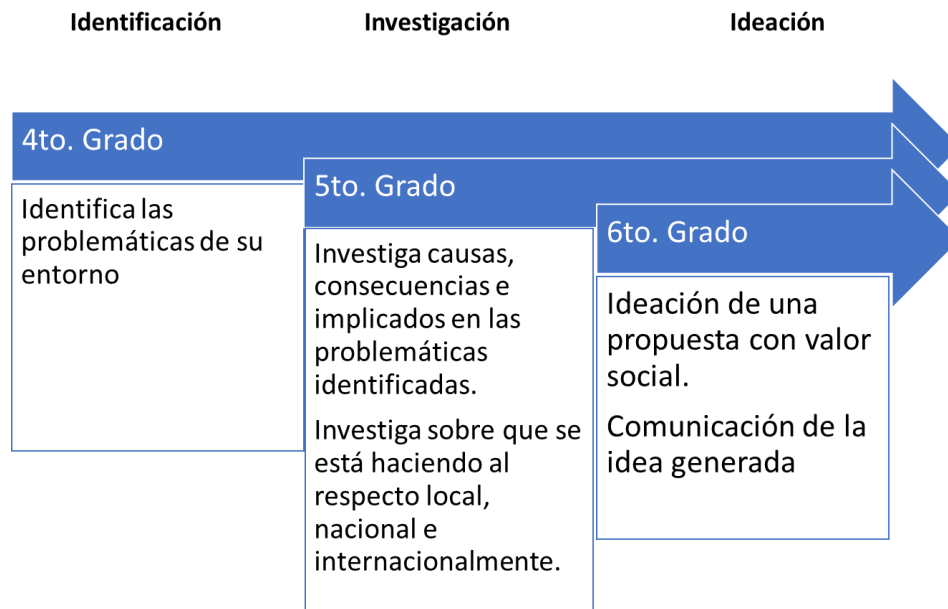 Identificación
Investigación
Ideación
4to. Grado
Identifica las
problemáticas de su
entorno
5to. Grado
Investiga causas,
consecuencias e
implicados en las
problemáticas
identificadas.
Investiga sobre que se
está haciendo al
respecto local,
nacional e
internacionalmente.
6to. Grado
Ideación de una
propuesta con valor
social.
Comunicación de la
idea generada